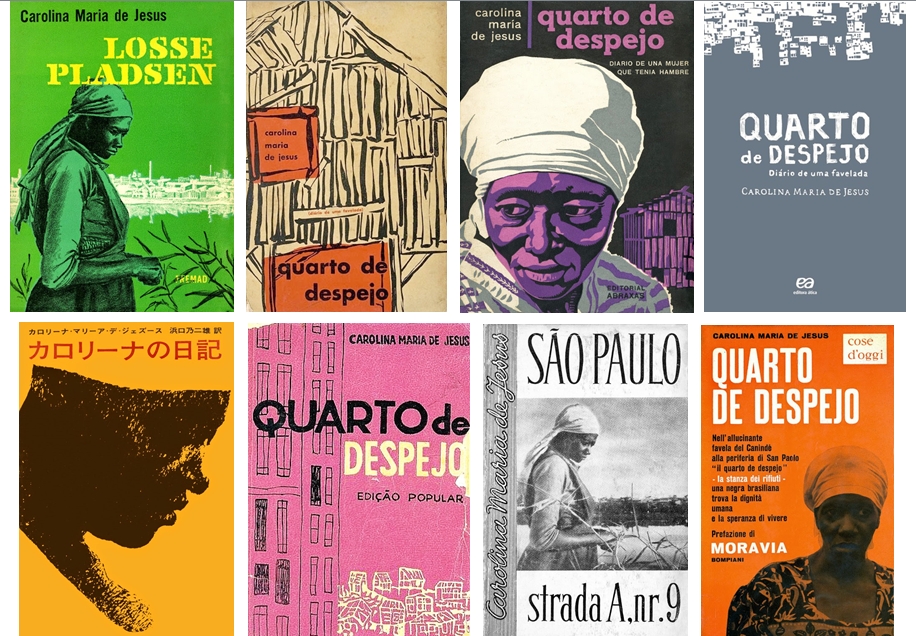 Carolina Maria de Jesus
LOSSE
PLADSEN
FREMAD
carolina
maria
de jesus
(diário de uma favelada)
quarto de
despejo
carolina
maria
de jesus
quarto de
despejo
DIARIO DE UNA MUJER
QUE TENIA HAMBRE
EDITORIAL
ABRAXAS
QUARTO
de DESPEJO
Diário de uma favelada
CAROLINA MARIA DE JESUS
ea
editora ática
カロリーナ・マリーア・デ・ジェズース 浜口乃二雄 訳
カロリーナの日記
CAROLINA MARIA DE JESUS
QUARTO de
DESPEJO
EDIÇÃO POPULAR
Carolina Maria de Jesus
SÃO PAULO
strada A, nr. 9
CAROLINA MARIA DE JESUS
cose
d'oggi
QUARTO
DE DESPEJO
Nell'allucinante
favela del Canindé
alla periferia di San Paolo
"il quarto de despejo"
- la stanza dei rifiuti -
una negra brasiliana
trova la dignità
umana
e la speranza di vivere
Prefazione di
MORAVIA
BOMPIANI